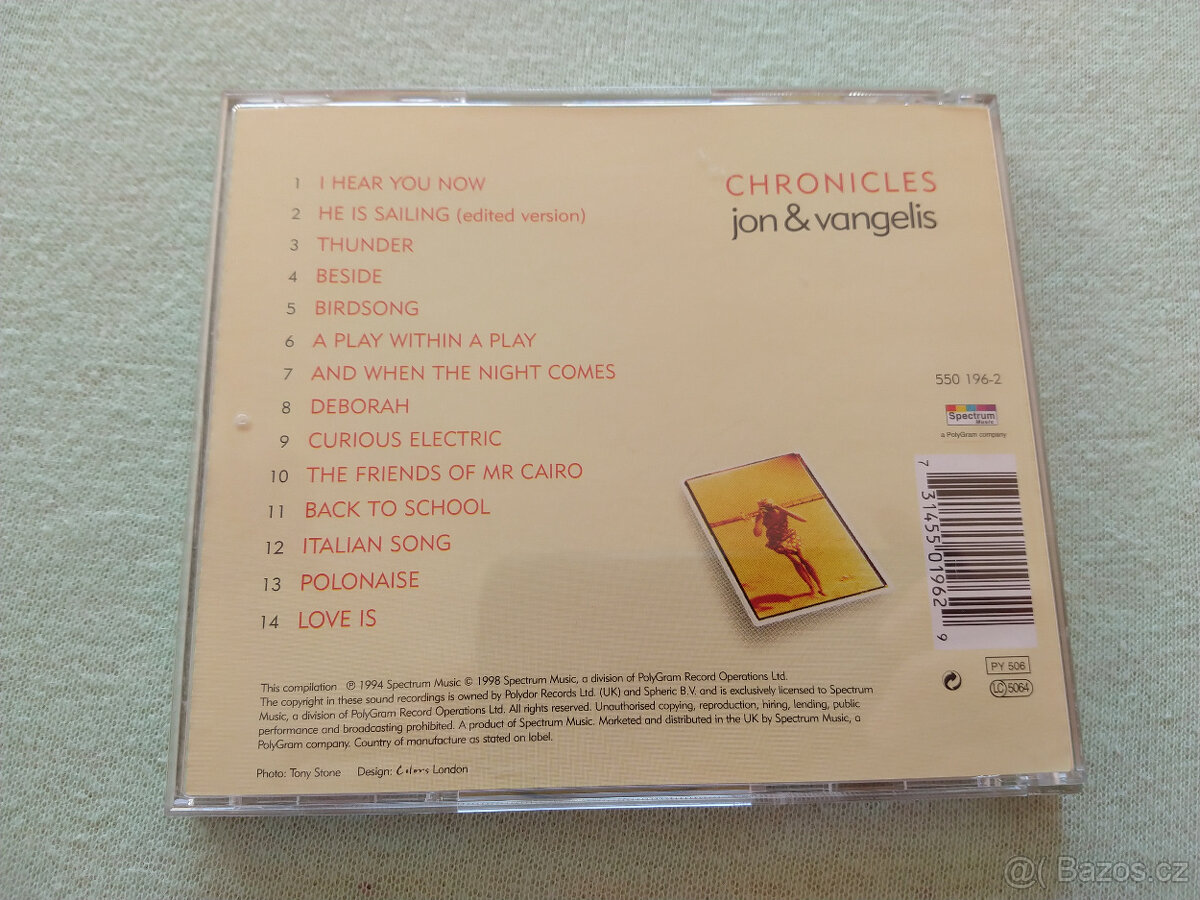 1 I HEAR YOU NOW
2 HE IS SAILING (edited version)
3 THUNDER
4 BESIDE
5 BIRDSONG
6 A PLAY WITHIN A PLAY
7 AND WHEN THE NIGHT COMES
8 DEBORAH
9 CURIOUS ELECTRIC
10 THE FRIENDS OF MR CAIRO
11 BACK TO SCHOOL
12 ITALIAN SONG
13 POLONAISE
14 LOVE IS
CHRONICLES
jon & vangelis
550 196-2
Spectrum
Music
a PolyGram company
7 31455 01962 9
PY 506
LC 5064
This compilation ℗ 1994 Spectrum Music © 1998 Spectrum Music, a division of PolyGram Record Operations Ltd.
The copyright in these sound recordings is owned by Polydor Records Ltd. (UK) and Spheric B.V. and is exclusively licensed to Spectrum
Music, a division of PolyGram Record Operations Ltd. All rights reserved. Unauthorised copying, reproduction, hiring, lending, public
performance and broadcasting prohibited. A product of Spectrum Music. Marketed and distributed in the UK by Spectrum Music, a
PolyGram company. Country of manufacture as stated on label.
Photo: Tony Stone Design: Colors London
@( Bazos.cz